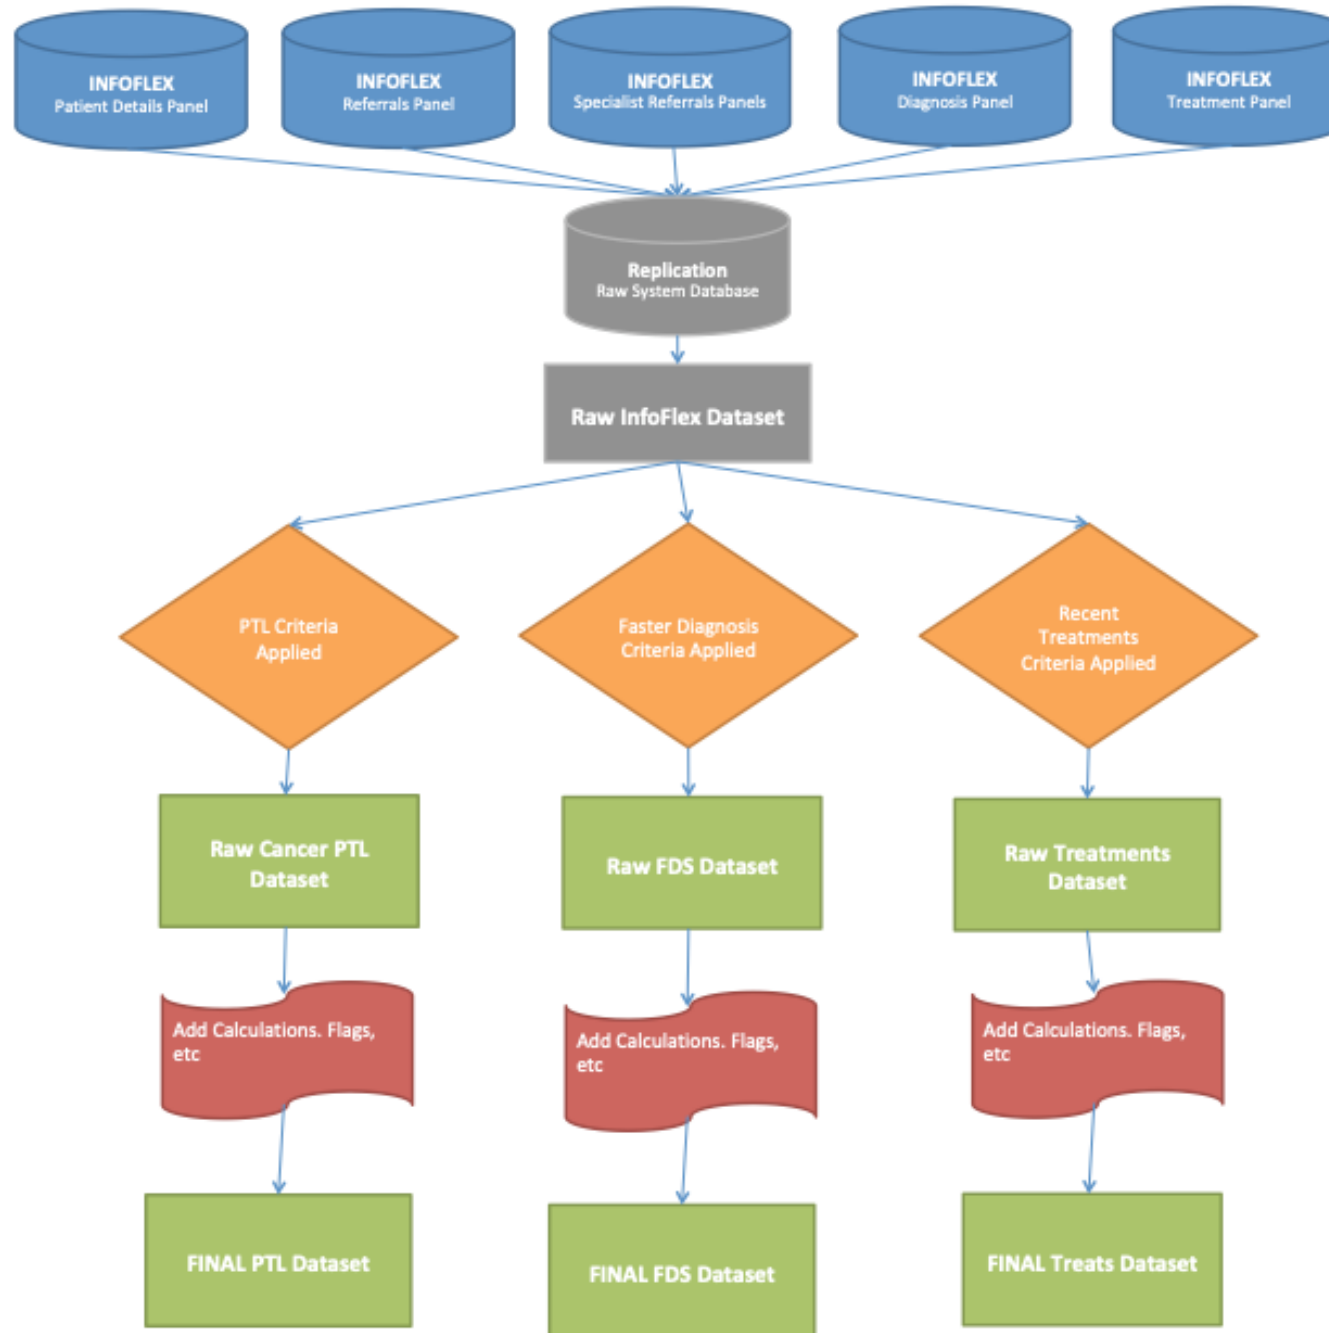 INFOFLEX
Patient Details Panel
INFOFLEX
Referrals Panel
INFOFLEX
Specialist Referrals Panels
INFOFLEX
Diagnosis Panel
INFOFLEX
Treatment Panel
Replication
Raw System Database
Raw InfoFlex Dataset
PTL Criteria
Applied
Faster Diagnosis
Criteria Applied
Recent
Treatments
Criteria Applied
Raw Cancer PTL
Dataset
Raw FDS Dataset
Raw Treatments
Dataset
Add Calculations. Flags,
etc
Add Calculations. Flags,
etc
Add Calculations. Flags,
etc
FINAL PTL Dataset
FINAL FDS Dataset
FINAL Treats Dataset